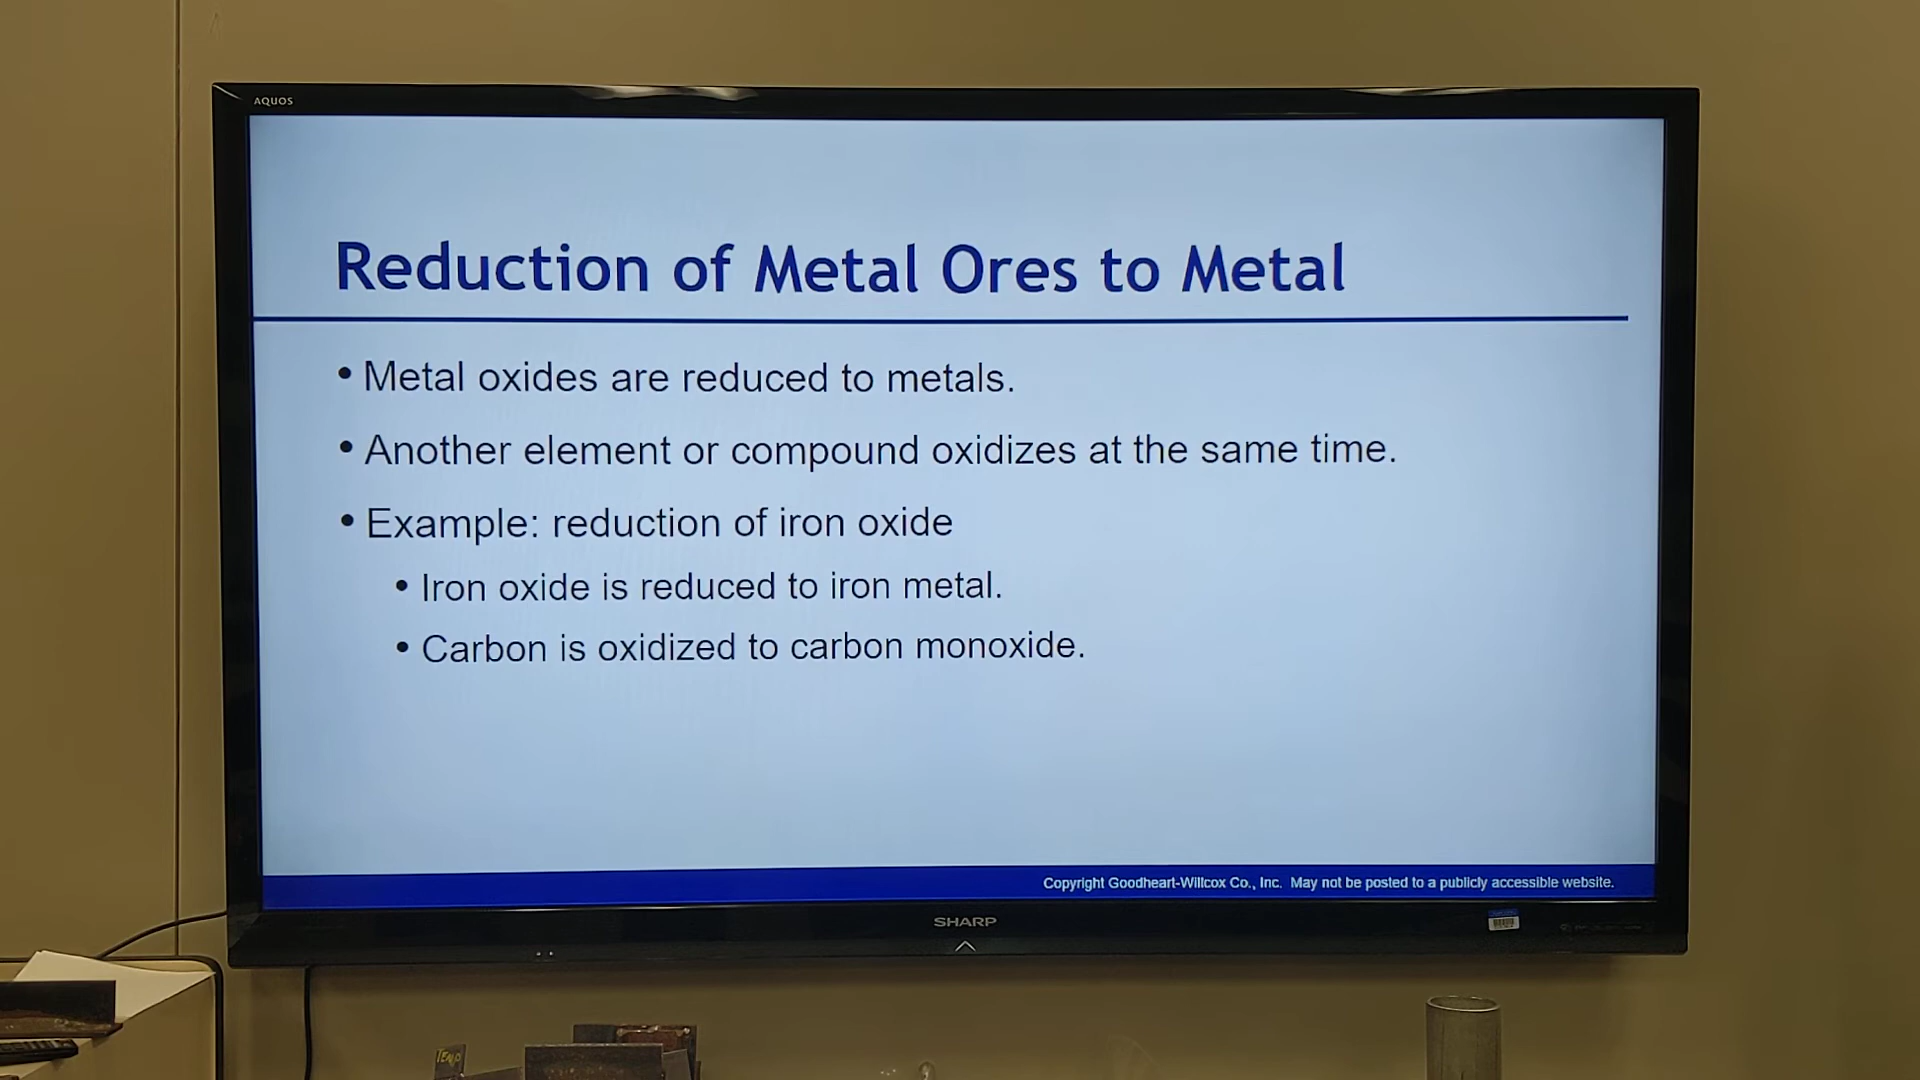 AQUOS
Reduction of Metal Ores to Metal
• Metal oxides are reduced to metals.
• Another element or compound oxidizes at the same time.
• Example: reduction of iron oxide
• Iron oxide is reduced to iron metal.
• Carbon is oxidized to carbon monoxide.
Copyright Goodheart-Willcox Co., Inc. May not be posted to a publicly accessible website.
SHARP